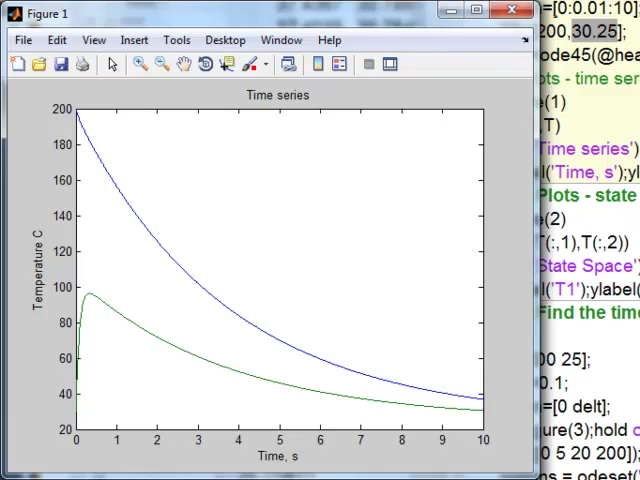 Figure 1
File Edit View Insert Tools Desktop Window Help
Time series
200
180
160
140
120
100
80
60
40
20
Temperature C
0 1 2 3 4 5 6 7 8 9 10
Time, s
=[0:0.01:10];
200,30.25];
ode45(@hea
ots - time ser
e(1)
,T)
Time series')
l('Time, s');yl
Plots - state
e(2)
T(:,1),T(:,2))
State Space'
l('T1');ylabel(
Find the time
00 25];
0.1;
=[0 delt];
ure(3);hold o
0 5 20 200]);
ns = odeset('